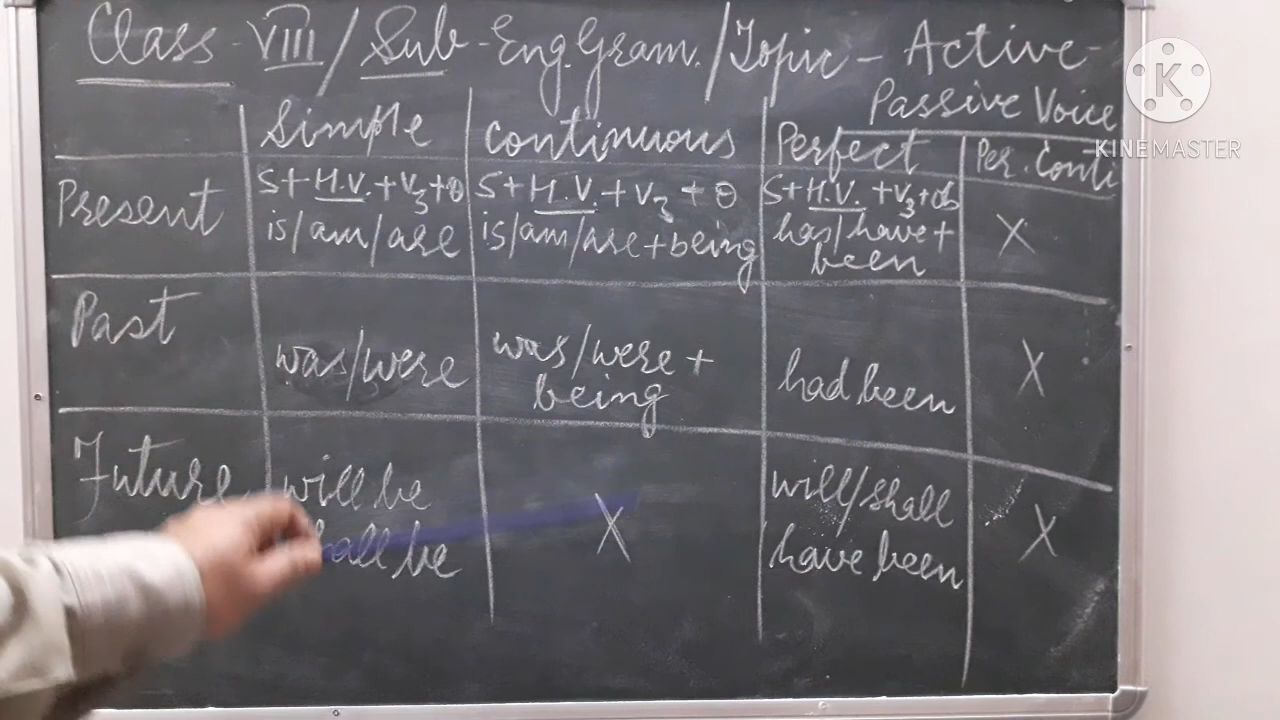 Class - VIII / Sub - Eng. Gram. / Topic - Active -
Passive Voice
K
KINEMASTER
Simple continuous Perfect Per. Conti
Present S + H.V. + V3 + O S + H.V. + V3 + O S + H.V. + V3 + Ob
is/am/are is/am/are + being has/have +
been X
Past was/were was/were +
being had been X
Future will be X will/shall X
shall be have been